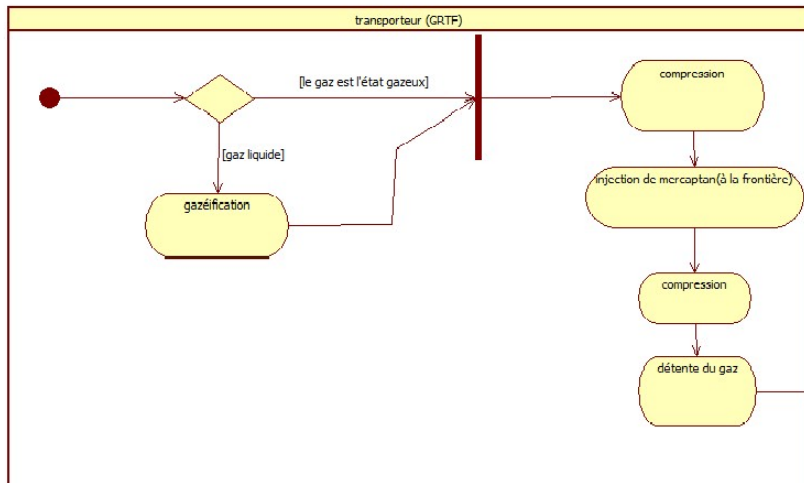 transporteur (GRTF)
[le gaz est l'état gazeux]
compression
[gaz liquide]
injection de mercaptan(à la frontière)
gazéification
compression
détente du gaz